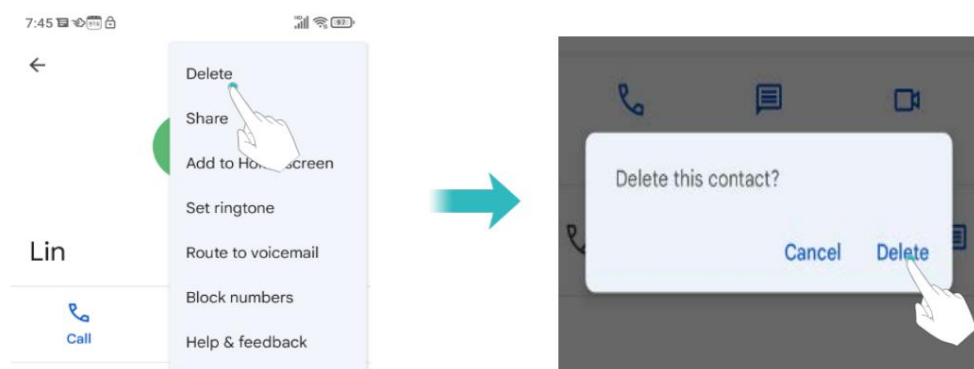 7:45
97
Delete
Share
Add to Home screen
Set ringtone
Lin
Route to voicemail
Block numbers
Call
Help & feedback
Delete this contact?
Cancel Delete